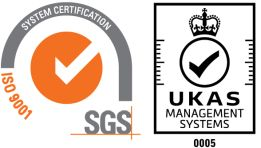 SYSTEM CERTIFICATION
ISO 9001
SGS
UKAS
MANAGEMENT
SYSTEMS
0005